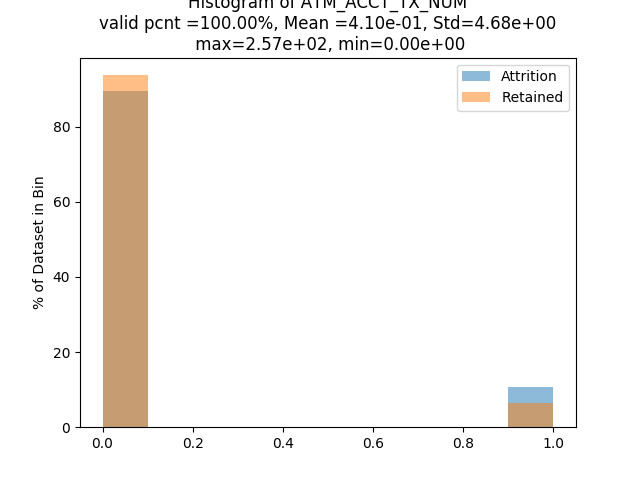 Histogram of ATM_ACCT_TX_NUM
valid pcnt =100.00%, Mean =4.10e-01, Std=4.68e+00
max=2.57e+02, min=0.00e+00
Attrition
Retained
% of Dataset in Bin
80
60
40
20
0
0.0 0.2 0.4 0.6 0.8 1.0